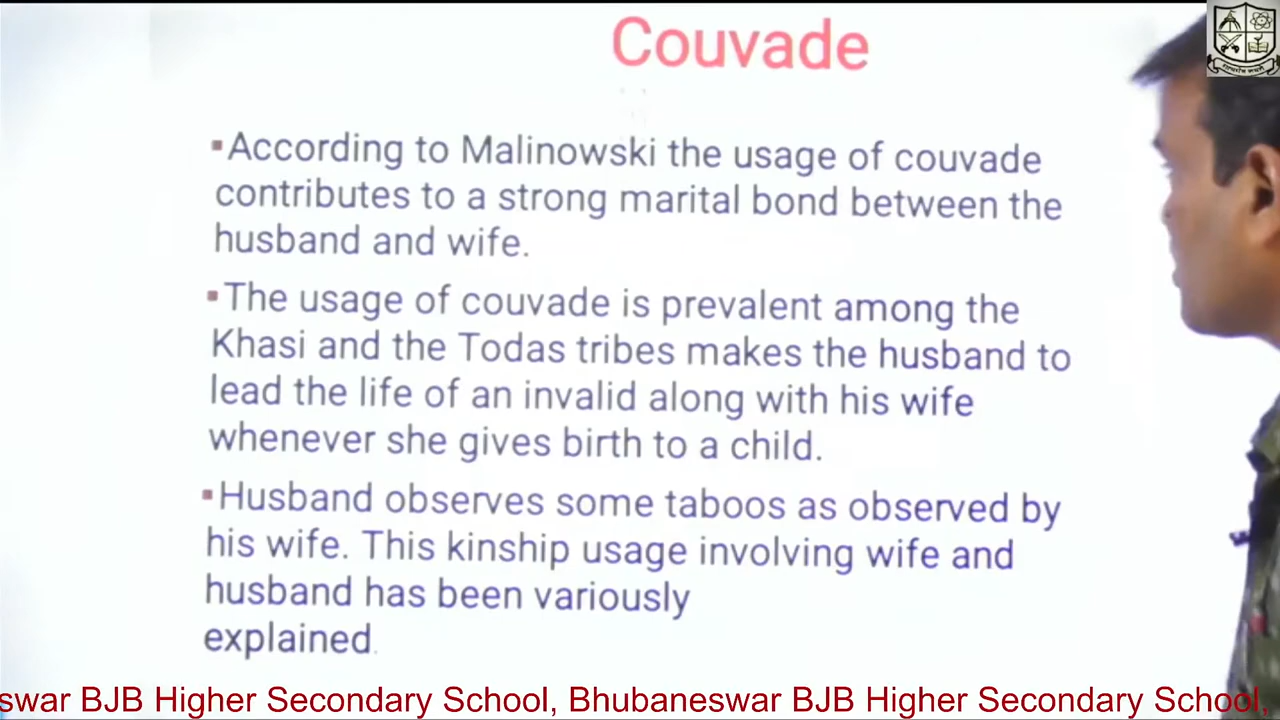 Couvade
▪According to Malinowski the usage of couvade
contributes to a strong marital bond between the
husband and wife.
▪The usage of couvade is prevalent among the
Khasi and the Todas tribes makes the husband to
lead the life of an invalid along with his wife
whenever she gives birth to a child.
▪Husband observes some taboos as observed by
his wife. This kinship usage involving wife and
husband has been variously
explained.
swar BJB Higher Secondary School, Bhubaneswar BJB Higher Secondary School,